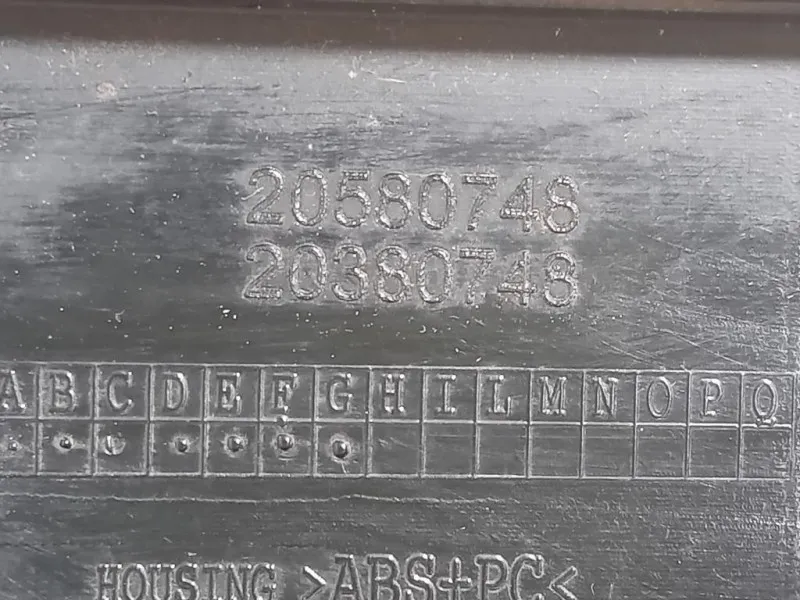 20580748
20380748
A B C D E F G H I L M N O P Q
HOUSING >ABS+PC<